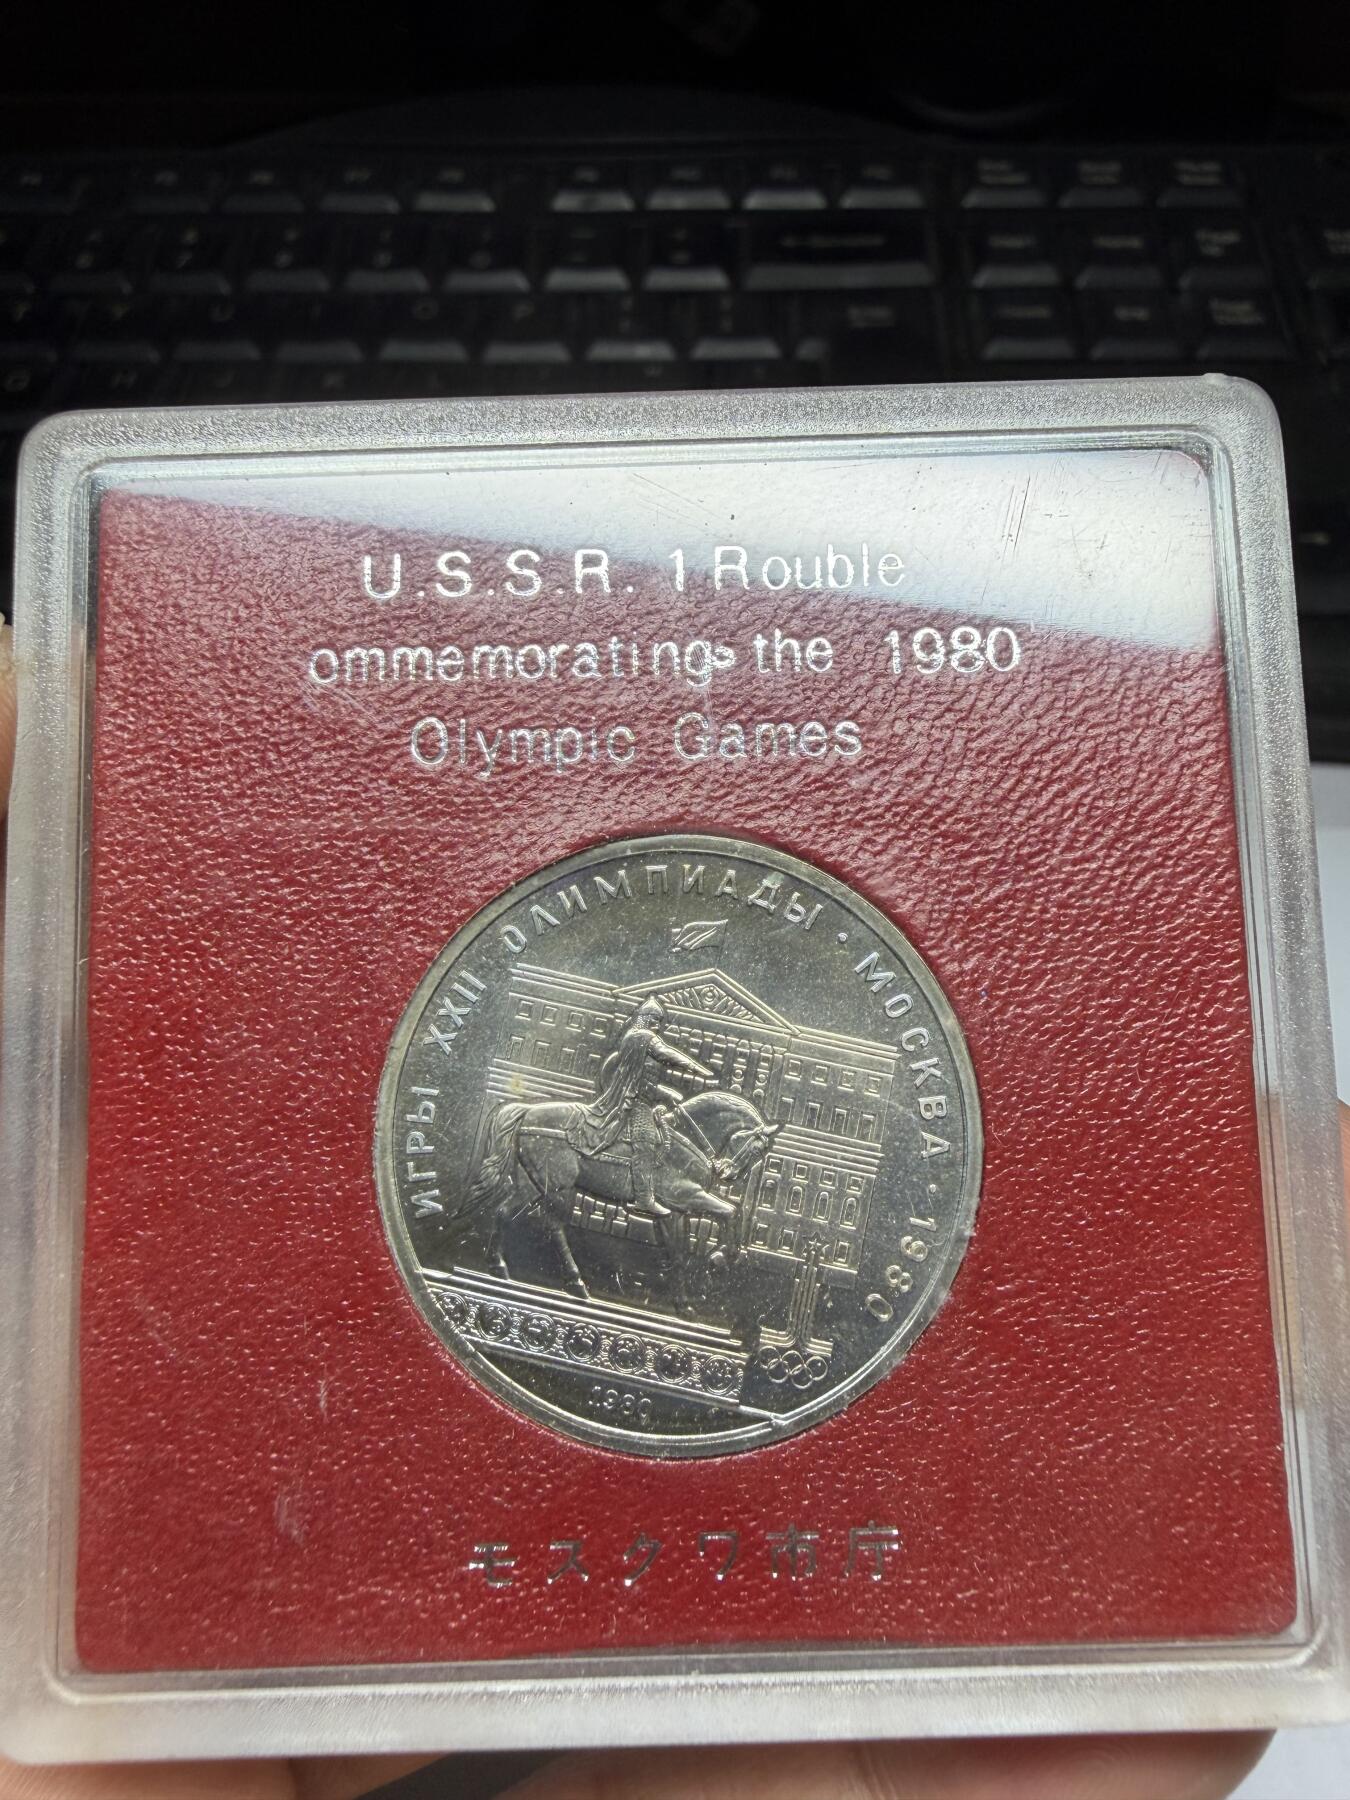 U.S.S.R. 1 Rouble
ommemorating the 1980
Olympic Games
ИГРЫ XXII ОЛИМПИАДЫ · МОСКВА · 1980
1980
モスクワ市庁